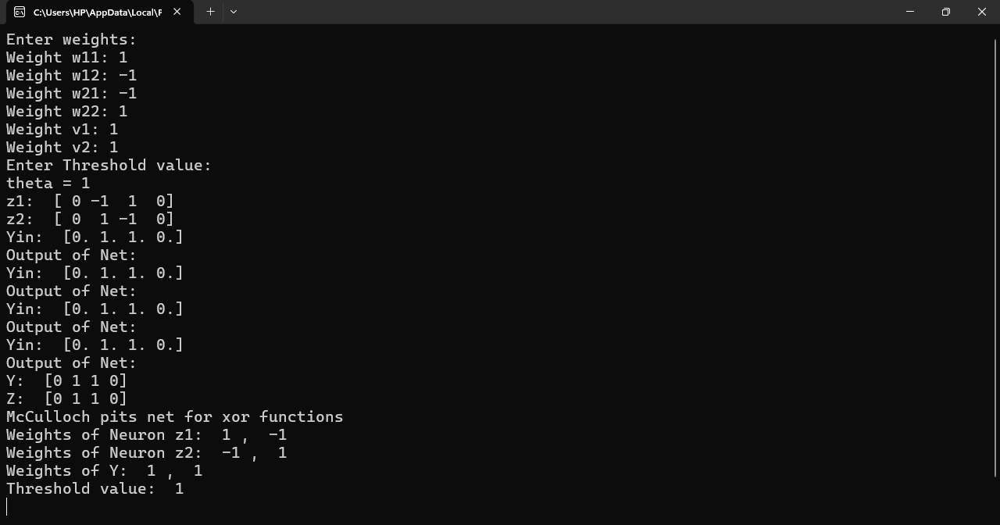 C:\Users\HP\AppData\Local\F
Enter weights:
Weight w11: 1
Weight w12: -1
Weight w21: -1
Weight w22: 1
Weight v1: 1
Weight v2: 1
Enter Threshold value:
theta = 1
z1:  [ 0 -1  1  0]
z2:  [ 0  1 -1  0]
Yin:  [0. 1. 1. 0.]
Output of Net:
Yin:  [0. 1. 1. 0.]
Output of Net:
Yin:  [0. 1. 1. 0.]
Output of Net:
Yin:  [0. 1. 1. 0.]
Output of Net:
Y:  [0 1 1 0]
Z:  [0 1 1 0]
McCulloch pits net for xor functions
Weights of Neuron z1:  1 ,  -1
Weights of Neuron z2:  -1 ,  1
Weights of Y:  1 ,  1
Threshold value:  1